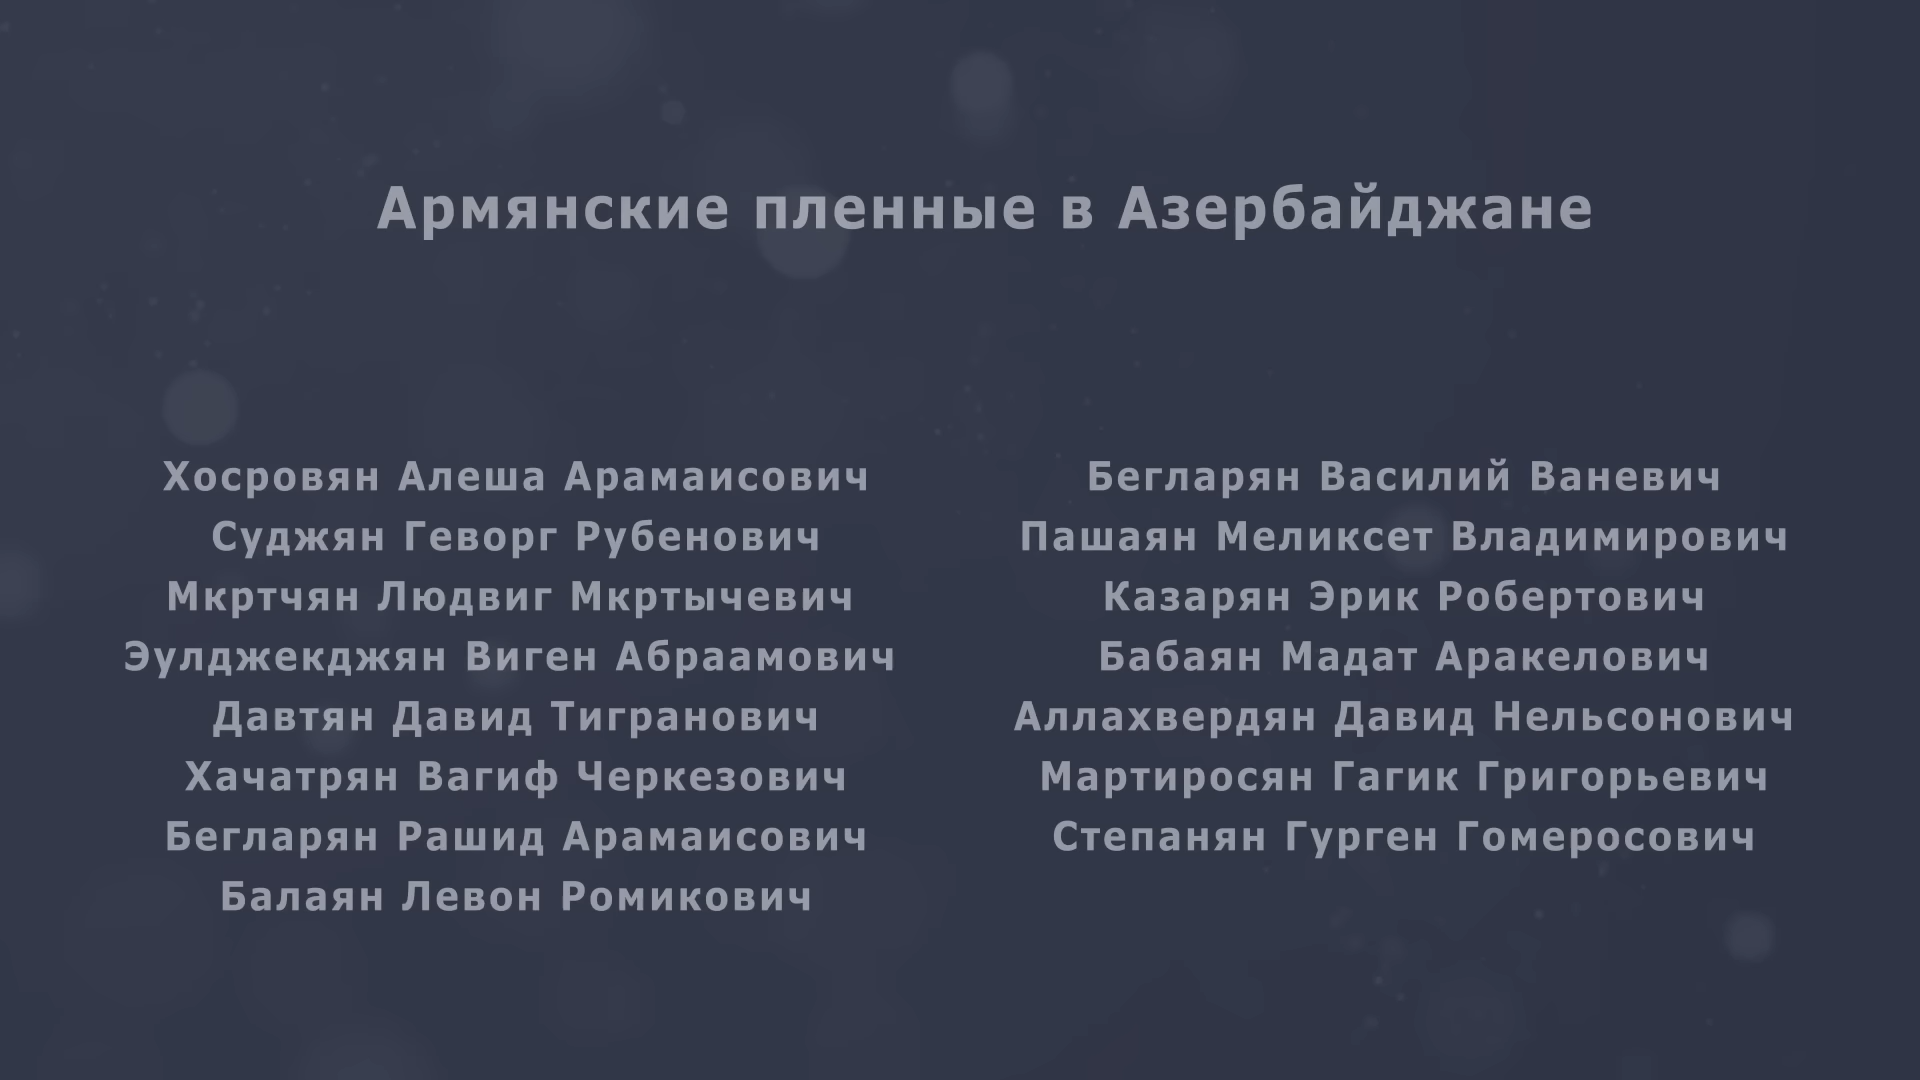 Армянские пленные в Азербайджане
Хосровян Алеша Арамаисович
Суджян Геворг Рубенович
Мкртчян Людвиг Мкртычевич
Эулджекджян Виген Абраамович
Давтян Давид Тигранович
Хачатрян Вагиф Черкезович
Бегларян Рашид Арамаисович
Балаян Левон Ромикович
Бегларян Василий Ваневич
Пашаян Меликсет Владимирович
Казарян Эрик Робертович
Бабаян Мадат Аракелович
Аллахвердян Давид Нельсонович
Мартиросян Гагик Григорьевич
Степанян Гурген Гомеросович